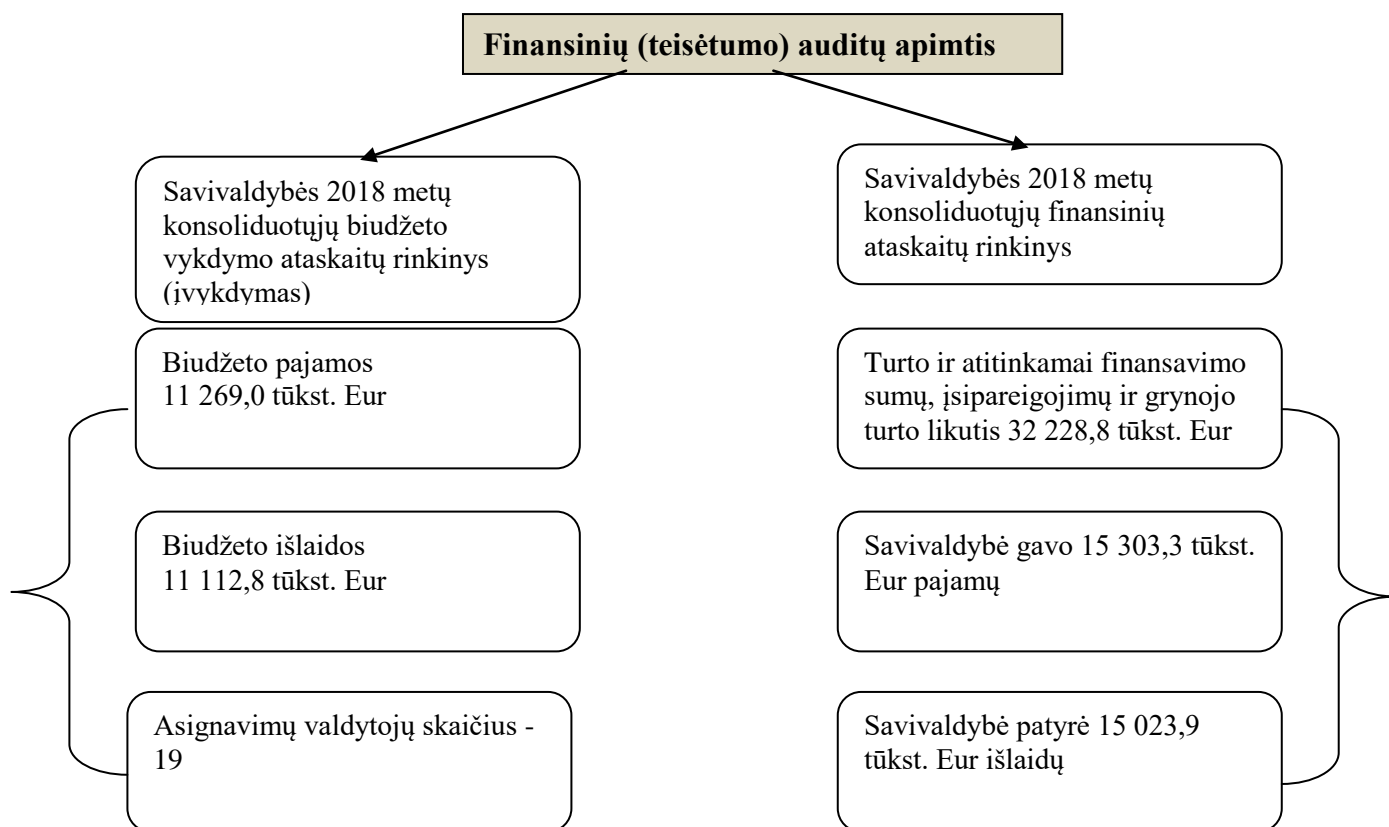 Finansinių (teisėtumo) auditų apimtis
Savivaldybės 2018 metų
konsoliduotųjų biudžeto
vykdymo ataskaitų rinkinys
(įvykdymas)
Biudžeto pajamos
11 269,0 tūkst. Eur
Biudžeto išlaidos
11 112,8 tūkst. Eur
Asignavimų valdytojų skaičius -
19
Savivaldybės 2018 metų
konsoliduotųjų finansinių
ataskaitų rinkinys
Turto ir atitinkamai finansavimo
sumų, įsipareigojimų ir grynojo
turto likutis 32 228,8 tūkst. Eur
Savivaldybė gavo 15 303,3 tūkst.
Eur pajamų
Savivaldybė patyrė 15 023,9
tūkst. Eur išlaidų